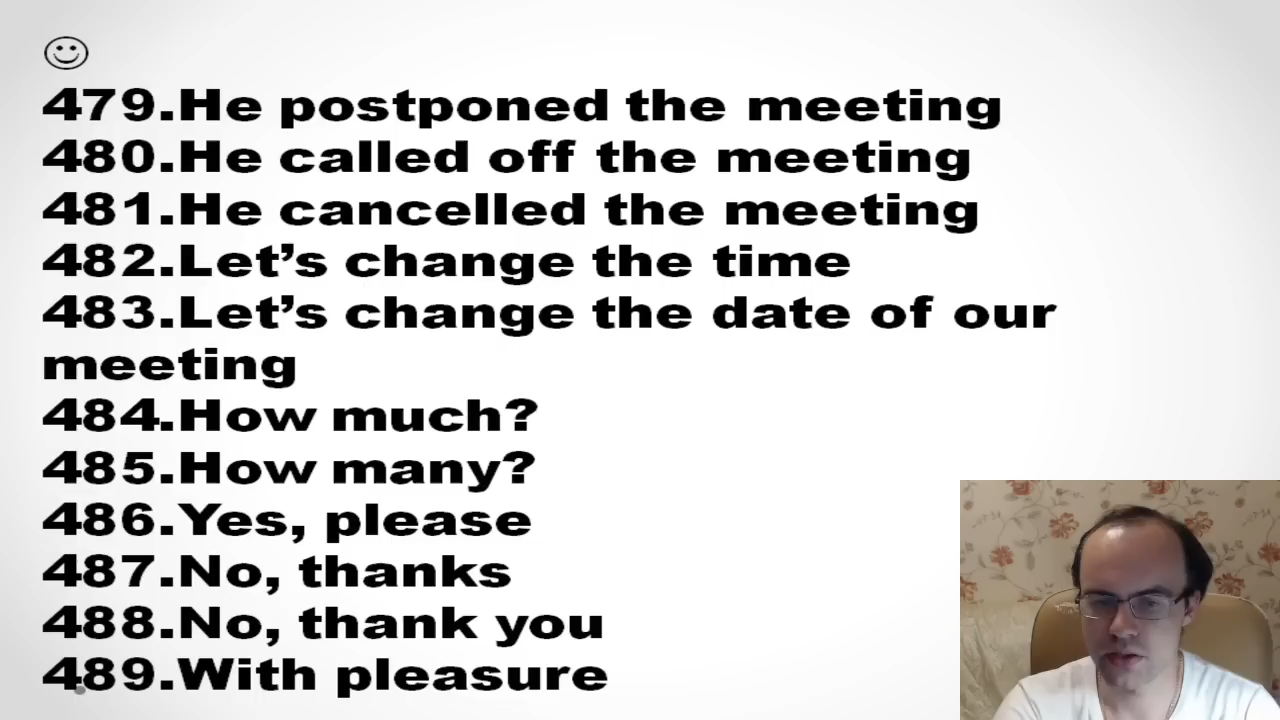 479.He postponed the meeting
480.He called off the meeting
481.He cancelled the meeting
482.Let’s change the time
483.Let’s change the date of our
meeting
484.How much?
485.How many?
486.Yes, please
487.No, thanks
488.No, thank you
489.With pleasure